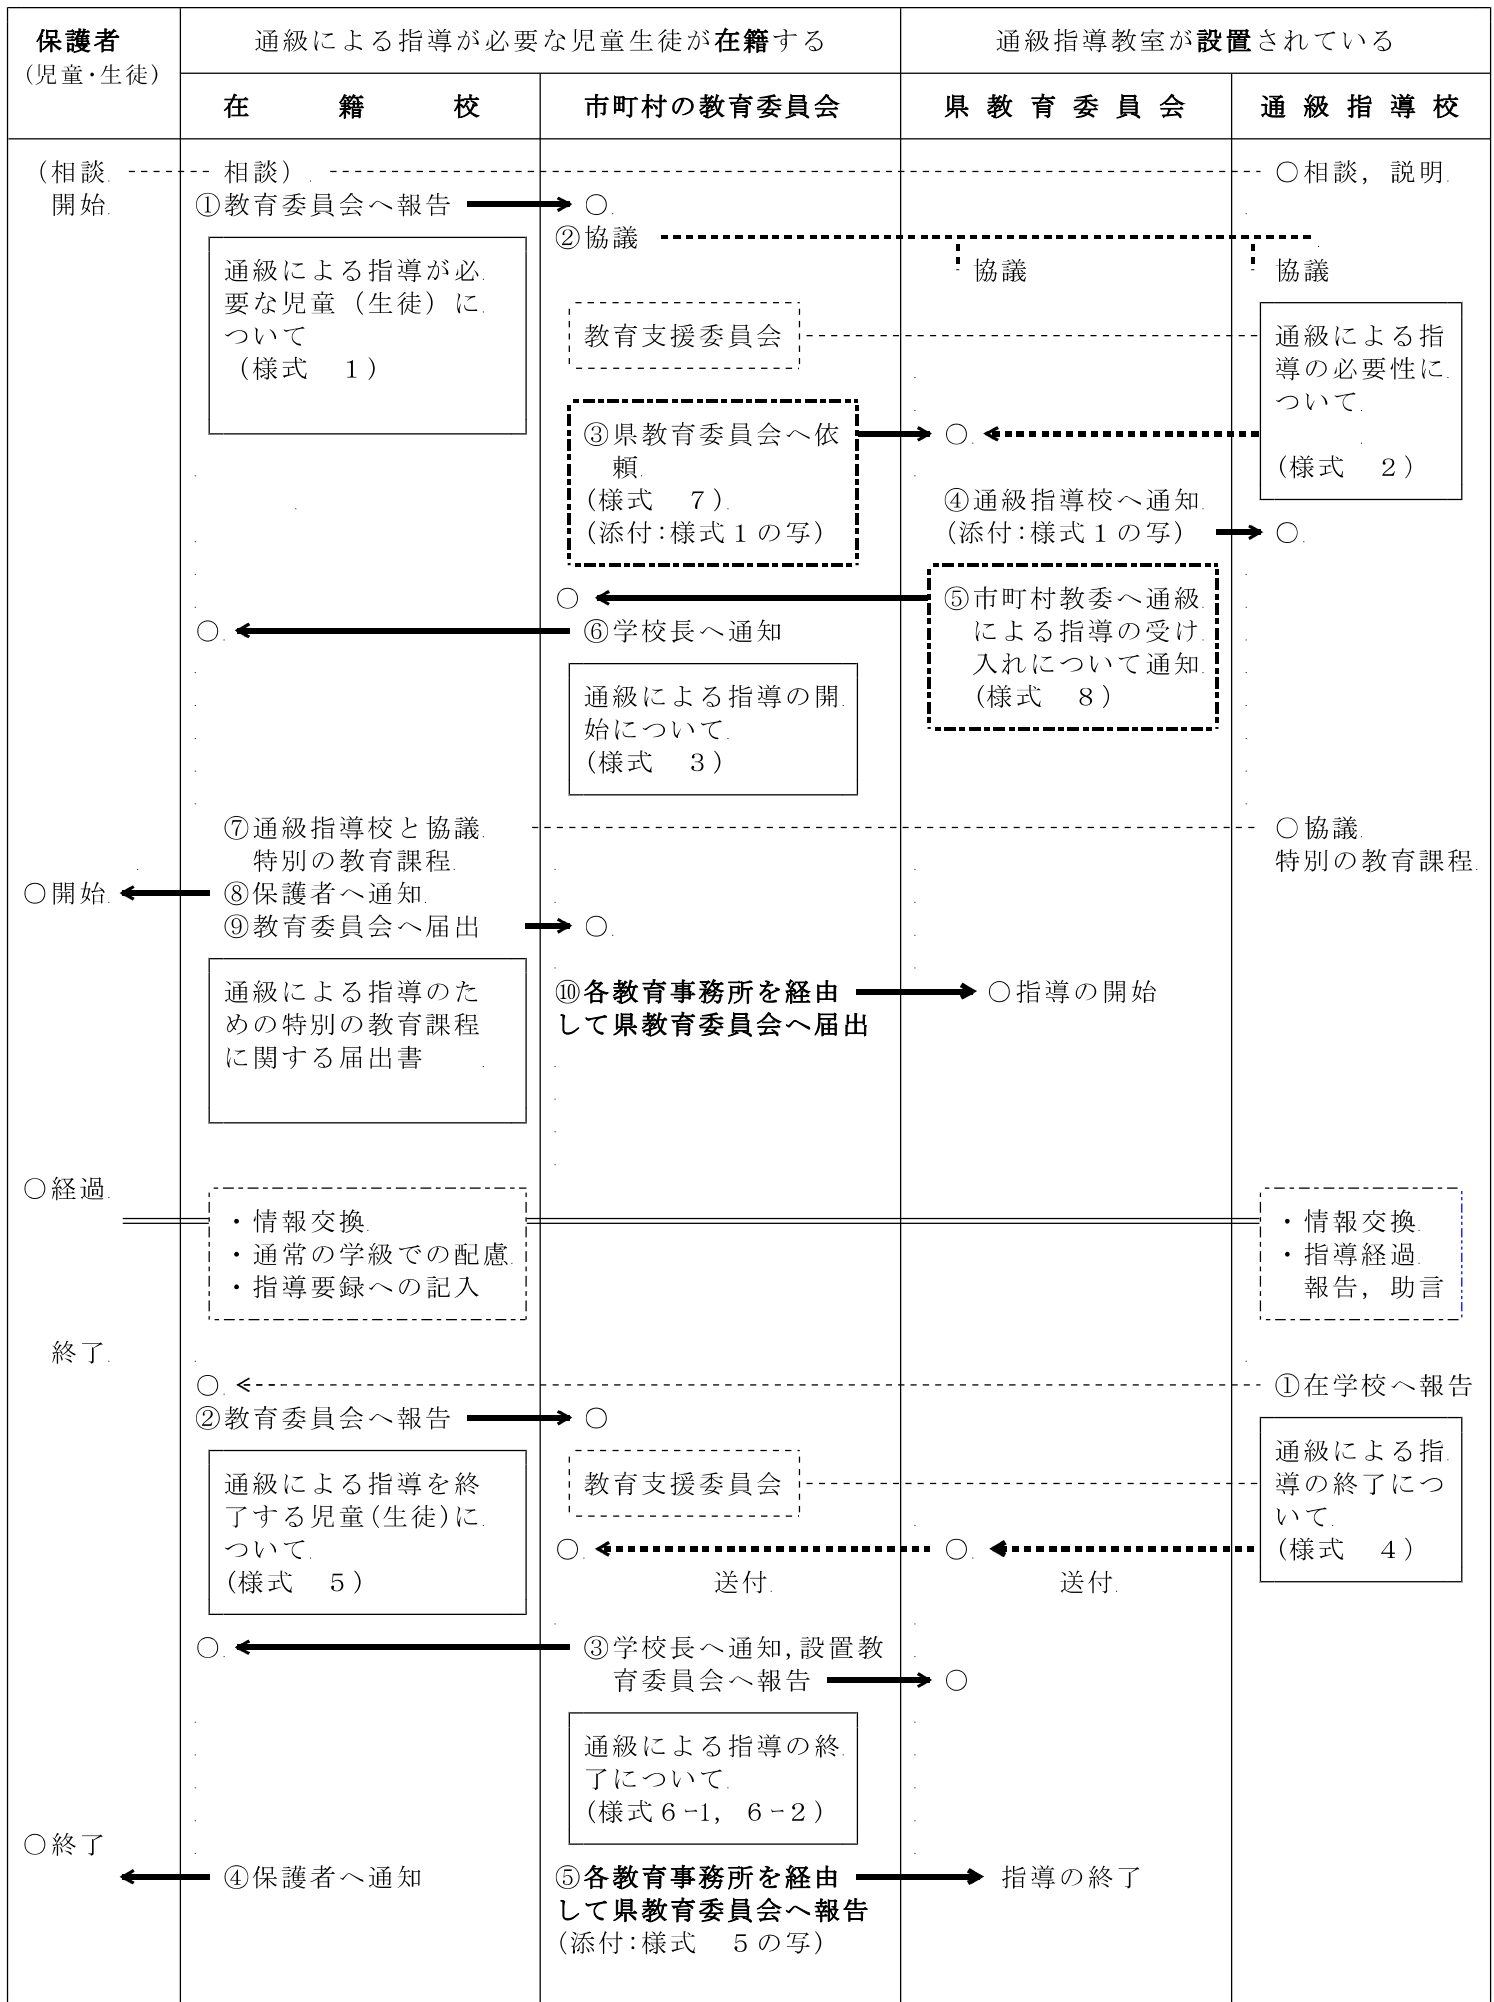 保護者
(児童・生徒)
通級による指導が必要な児童生徒が在籍する
通級指導教室が設置されている
在　籍　校
市町村の教育委員会
県教育委員会
通級指導校
(相談
相談)
○相談, 説明
開始
①教育委員会へ報告
○
②協議
協議
協議
通級による指導が必
要な児童(生徒)に
ついて
(様式　1)
教育支援委員会
通級による指
導の必要性に
ついて
(様式　2)
③県教育委員会へ依
頼
(様式　7)
(添付:様式1の写)
○
④通級指導校へ通知
(添付:様式1の写)
○
○
⑤市町村教委へ通級
による指導の受け
入れについて通知
(様式　8)
○
⑥学校長へ通知
通級による指導の開
始について
(様式　3)
⑦通級指導校と協議
特別の教育課程
○協議
特別の教育課程
○開始
⑧保護者へ通知
⑨教育委員会へ届出
○
通級による指導のた
めの特別の教育課程
に関する届出書
⑩各教育事務所を経由
して県教育委員会へ届出
○指導の開始
○経過
・情報交換
・通常の学級での配慮
・指導要録への記入
・情報交換
・指導経過
報告, 助言
終了
○
①在学校へ報告
②教育委員会へ報告
○
通級による指導を終
了する児童(生徒)に
ついて
(様式　5)
教育支援委員会
通級による指
導の終了につ
いて
(様式　4)
○
○
送付
送付
○
③学校長へ通知,設置教
育委員会へ報告
○
通級による指導の終
了について
(様式6-1, 6-2)
○終了
④保護者へ通知
⑤各教育事務所を経由
して県教育委員会へ報告
(添付:様式　5の写)
指導の終了